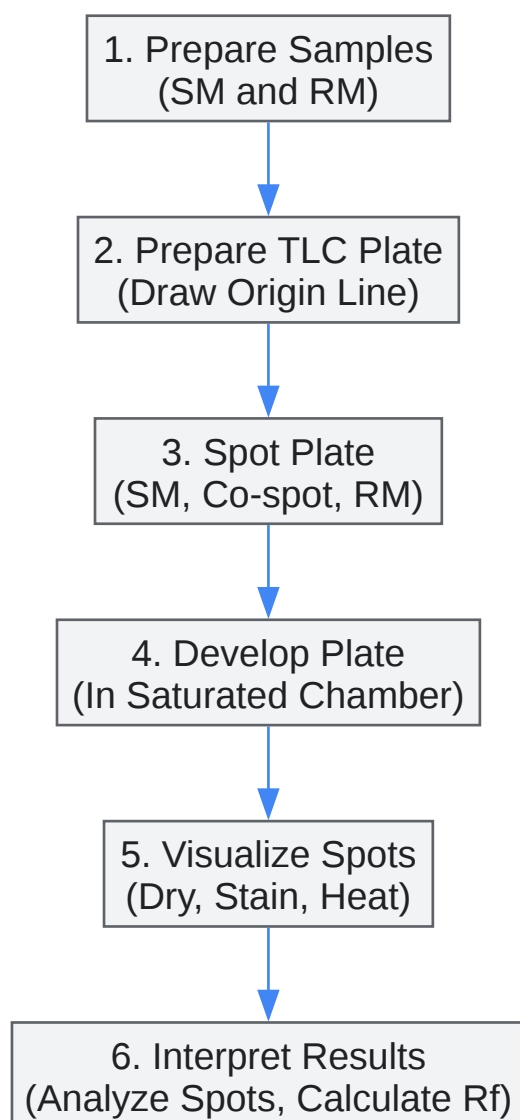 1. Prepare Samples
(SM and RM)
2. Prepare TLC Plate
(Draw Origin Line)
3. Spot Plate
(SM, Co-spot, RM)
4. Develop Plate
(In Saturated Chamber)
5. Visualize Spots
(Dry, Stain, Heat)
6. Interpret Results
(Analyze Spots, Calculate Rf)